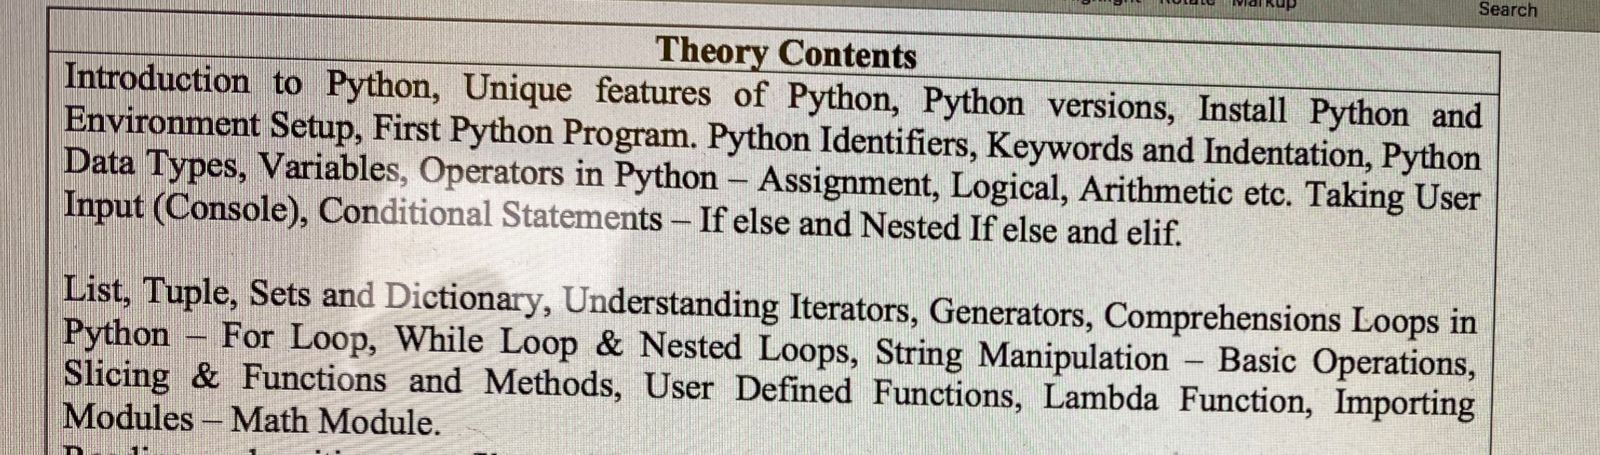 Markup
Search
Theory Contents
Introduction to Python, Unique features of Python, Python versions, Install Python and
Environment Setup, First Python Program. Python Identifiers, Keywords and Indentation, Python
Data Types, Variables, Operators in Python – Assignment, Logical, Arithmetic etc. Taking User
Input (Console), Conditional Statements – If else and Nested If else and elif.
List, Tuple, Sets and Dictionary, Understanding Iterators, Generators, Comprehensions Loops in
Python – For Loop, While Loop & Nested Loops, String Manipulation – Basic Operations,
Slicing & Functions and Methods, User Defined Functions, Lambda Function, Importing
Modules – Math Module.